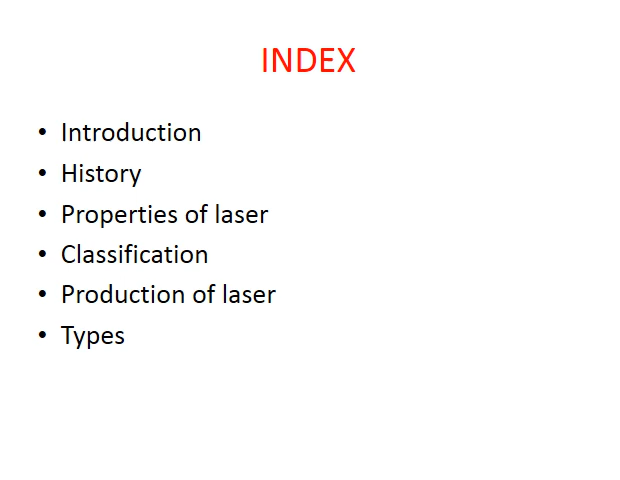 INDEX
• Introduction
• History
• Properties of laser
• Classification
• Production of laser
• Types